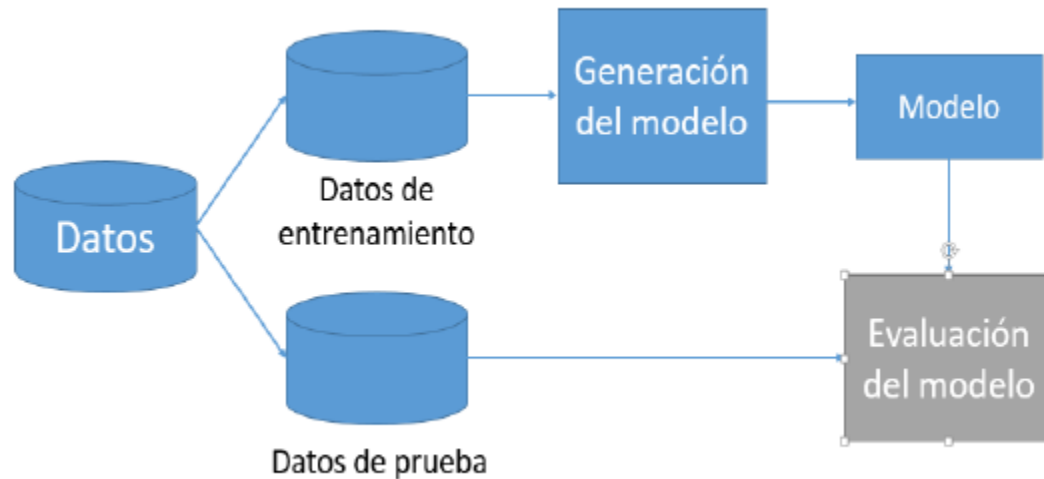 Datos
Datos de
entrenamiento
Generación
del modelo
Modelo
Datos de prueba
Evaluación
del modelo